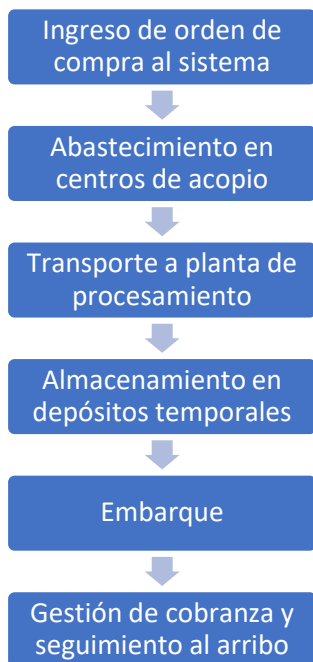 Ingreso de orden de
compra al sistema
Abastecimiento en
centros de acopio
Transporte a planta de
procesamiento
Almacenamiento en
depósitos temporales
Embarque
Gestión de cobranza y
seguimiento al arribo